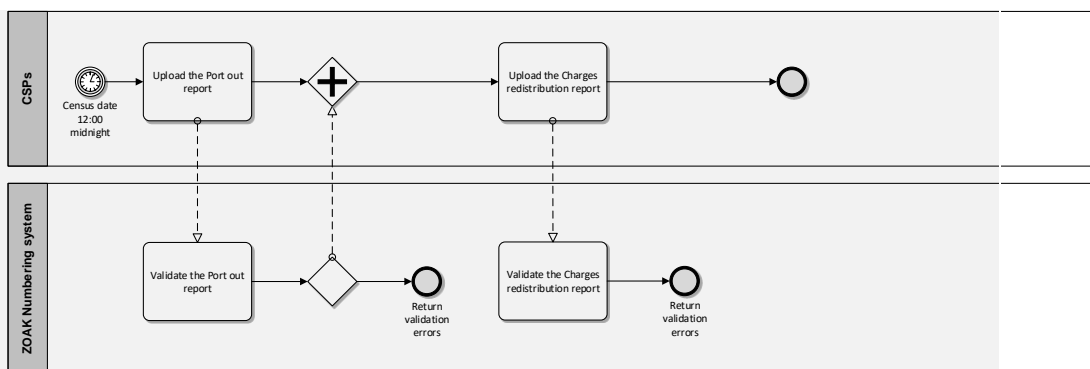 CSPs
Census date
12:00
midnight
Upload the Port out
report
Upload the Charges
redistribution report
ZOAK Numbering system
Validate the Port out
report
Return
validation
errors
Validate the Charges
redistribution report
Return
validation
errors